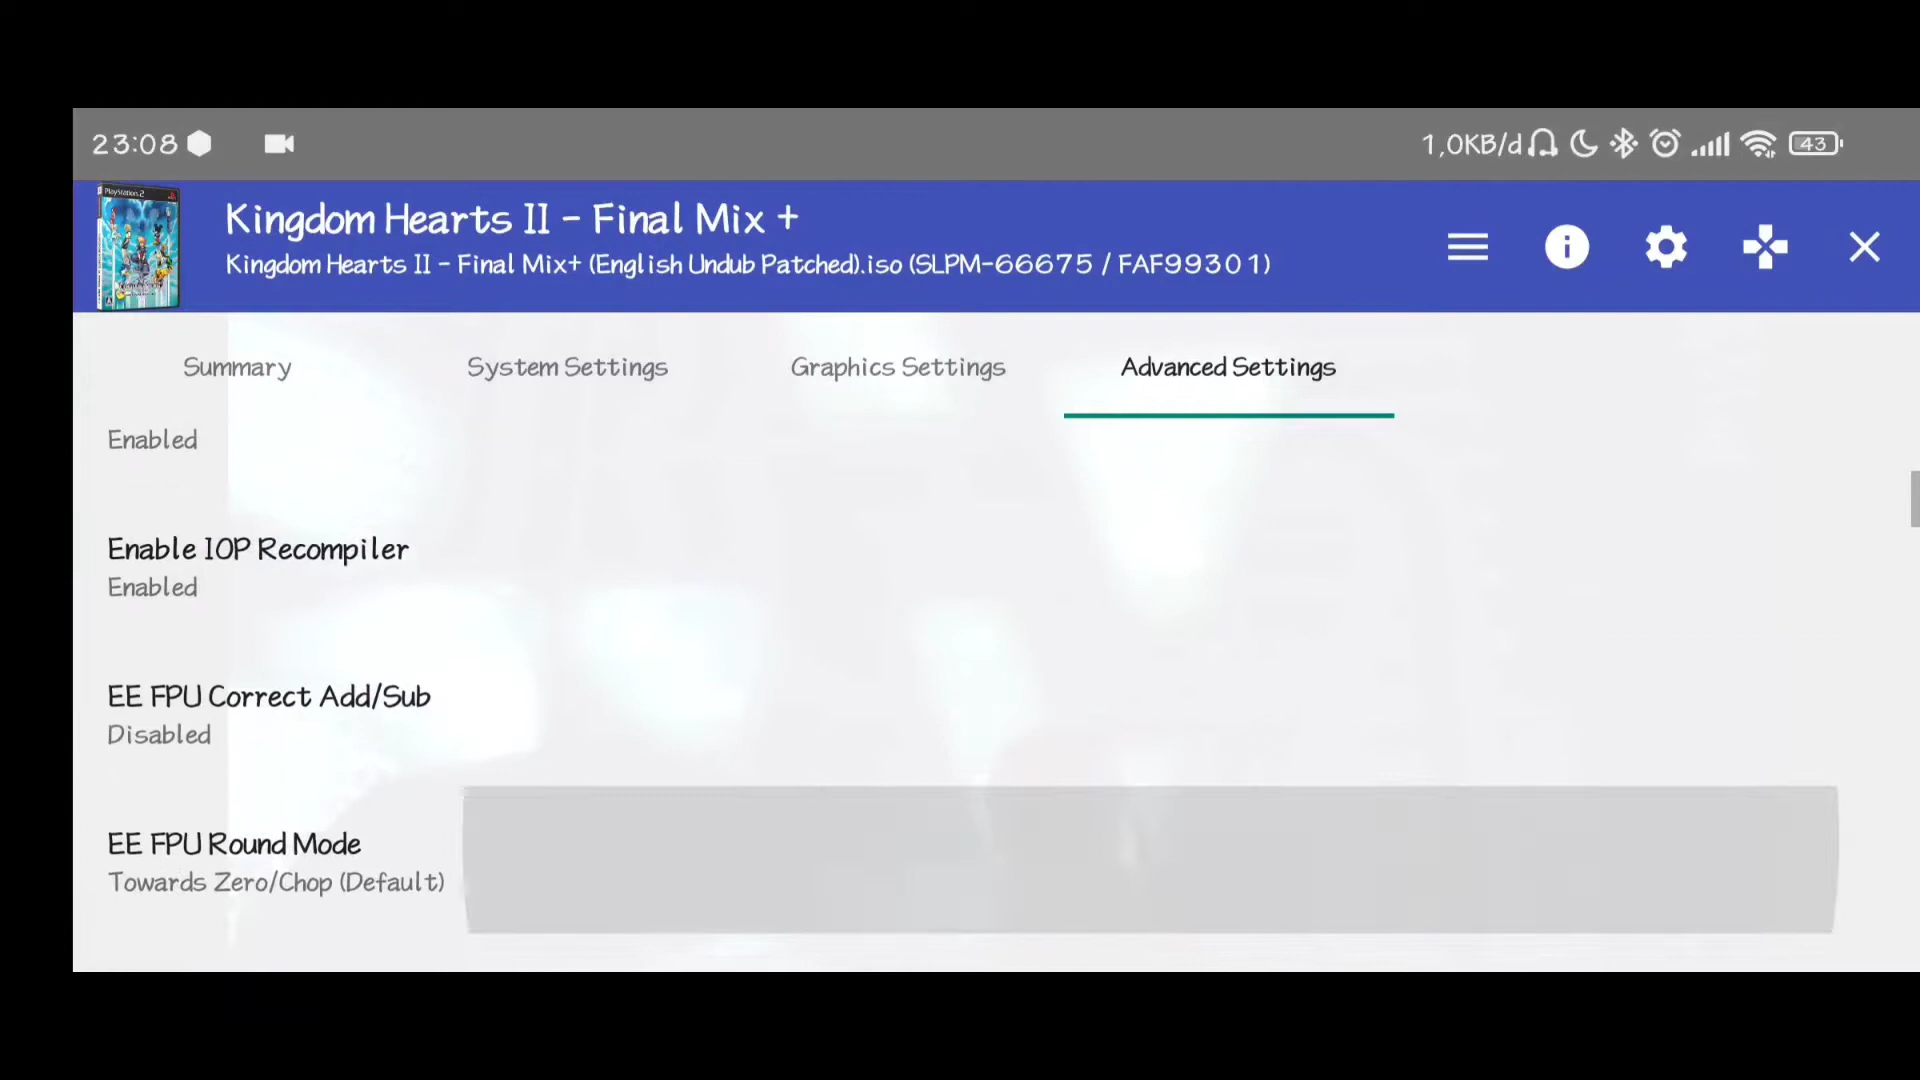 23:08
1,0KB/d
43
PlayStation 2
Kingdom Hearts II - Final Mix +
Kingdom Hearts II - Final Mix+ (English Undub Patched).iso (SLPM-66675 / FAF99301)
Summary
System Settings
Graphics Settings
Advanced Settings
Enabled
Enable IOP Recompiler
Enabled
EE FPU Correct Add/Sub
Disabled
EE FPU Round Mode
Towards Zero/Chop (Default)